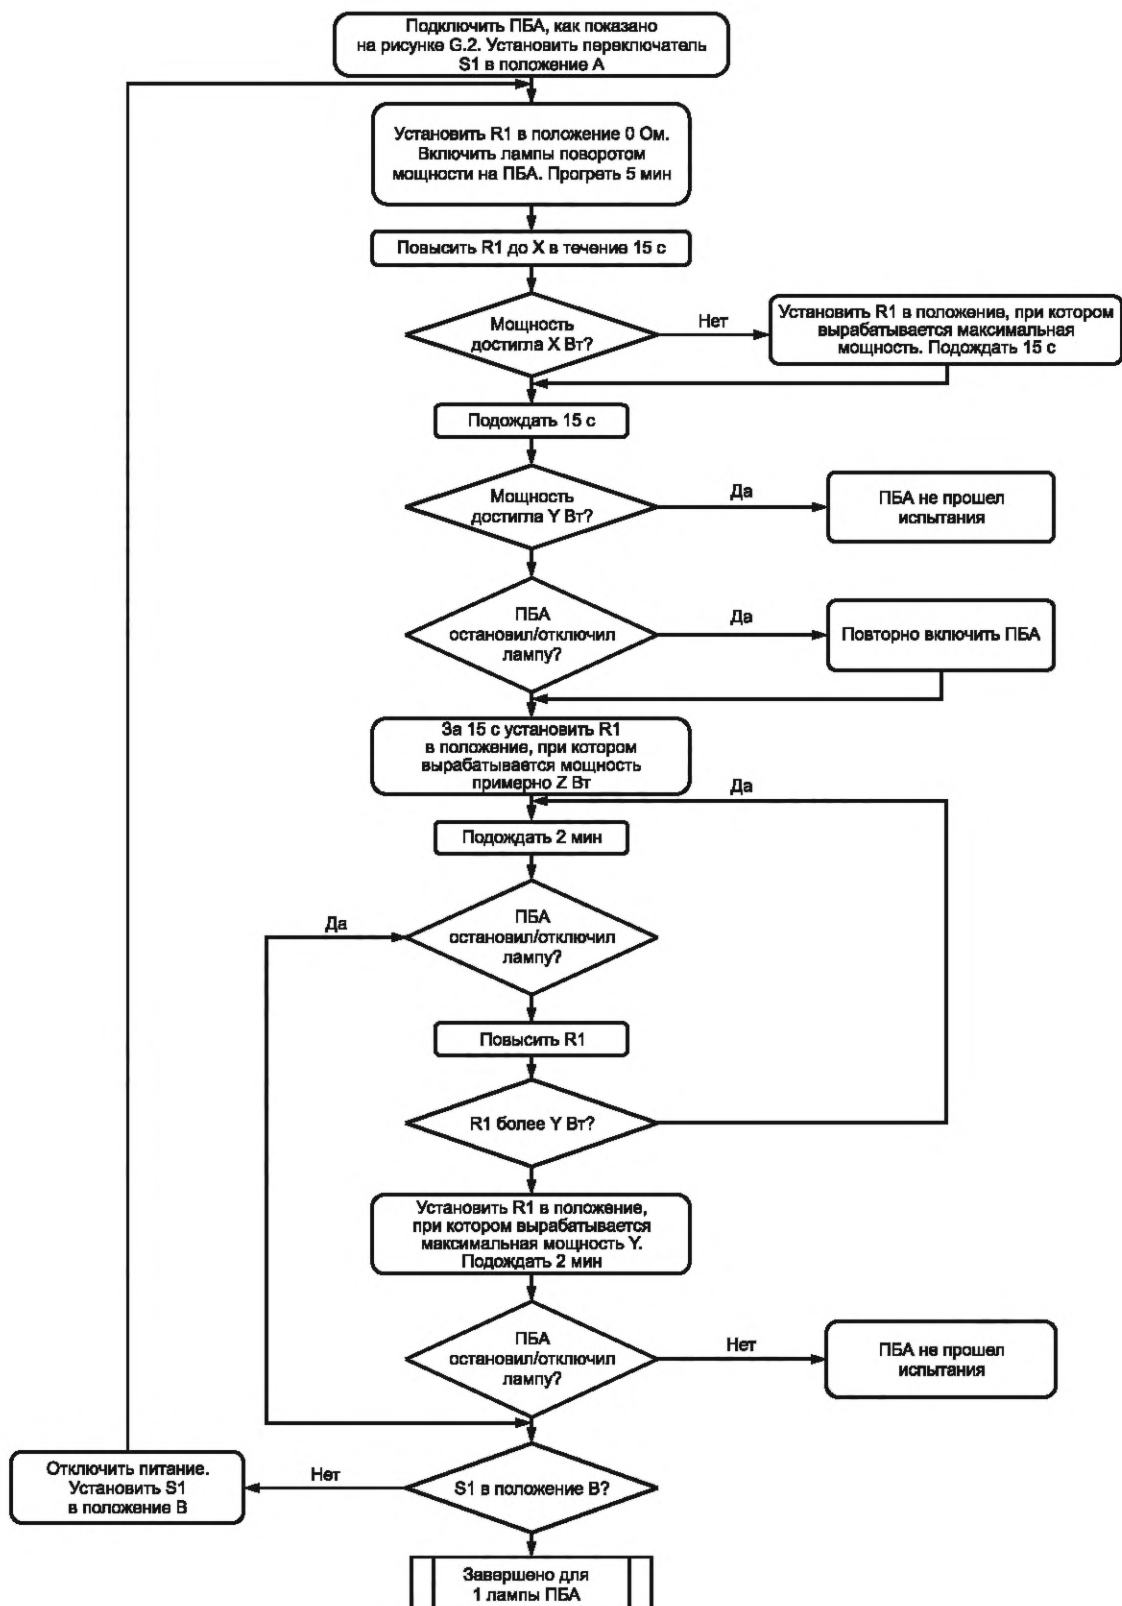 Подключить ПБА, как показано
на рисунке G.2. Установить переключатель
S1 в положение А
Установить R1 в положение 0 Ом.
Включить лампы поворотом
мощности на ПБА. Прогреть 5 мин
Повысить R1 до X в течение 15 с
Мощность
достигла X Вт?
Нет
Установить R1 в положение, при котором
вырабатывается максимальная
мощность. Подождать 15 с
Подождать 15 с
Мощность
достигла Y Вт?
Да
ПБА не прошел
испытания
ПБА
остановил/отключил
лампу?
Да
Повторно включить ПБА
За 15 с установить R1
в положение, при котором
вырабатывается мощность
примерно Z Вт
Да
Подождать 2 мин
ПБА
остановил/отключил
лампу?
Да
Повысить R1
R1 более Y Вт?
Установить R1 в положение,
при котором вырабатывается
максимальная мощность Y.
Подождать 2 мин
ПБА
остановил/отключил
лампу?
Нет
ПБА не прошел
испытания
S1 в положение В?
Нет
Отключить питание.
Установить S1
в положение В
Завершено для
1 лампы ПБА